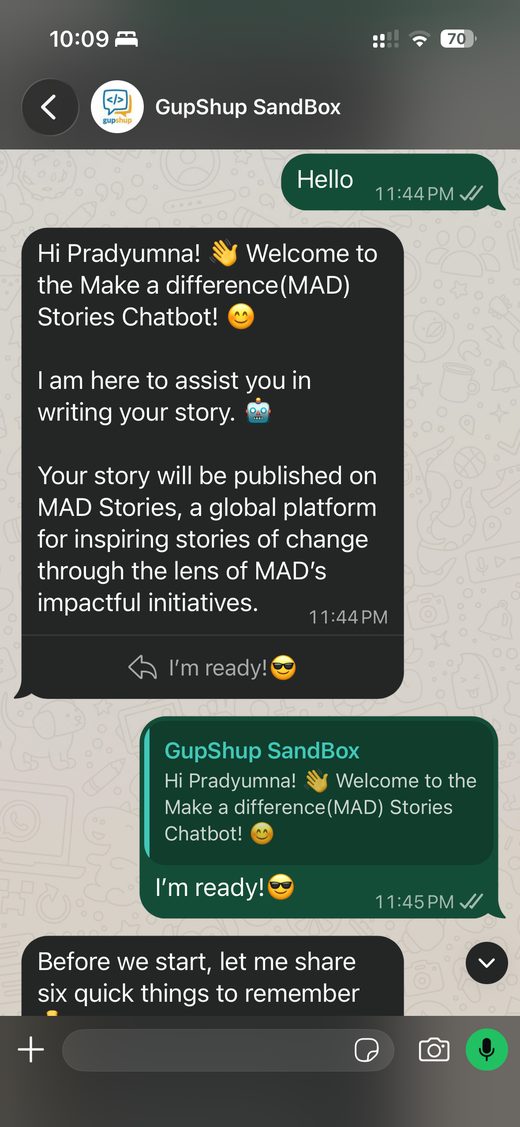 10:09
70
gupshup
GupShup SandBox
Hello
11:44 PM
Hi Pradyumna! 👋 Welcome to
the Make a difference(MAD)
Stories Chatbot! 😊
I am here to assist you in
writing your story. 🤖
Your story will be published on
MAD Stories, a global platform
for inspiring stories of change
through the lens of MAD’s
impactful initiatives.
11:44 PM
I’m ready!😎
GupShup SandBox
Hi Pradyumna! 👋 Welcome to the
Make a difference(MAD) Stories
Chatbot! 😊
I’m ready!😎
11:45 PM
Before we start, let me share
six quick things to remember